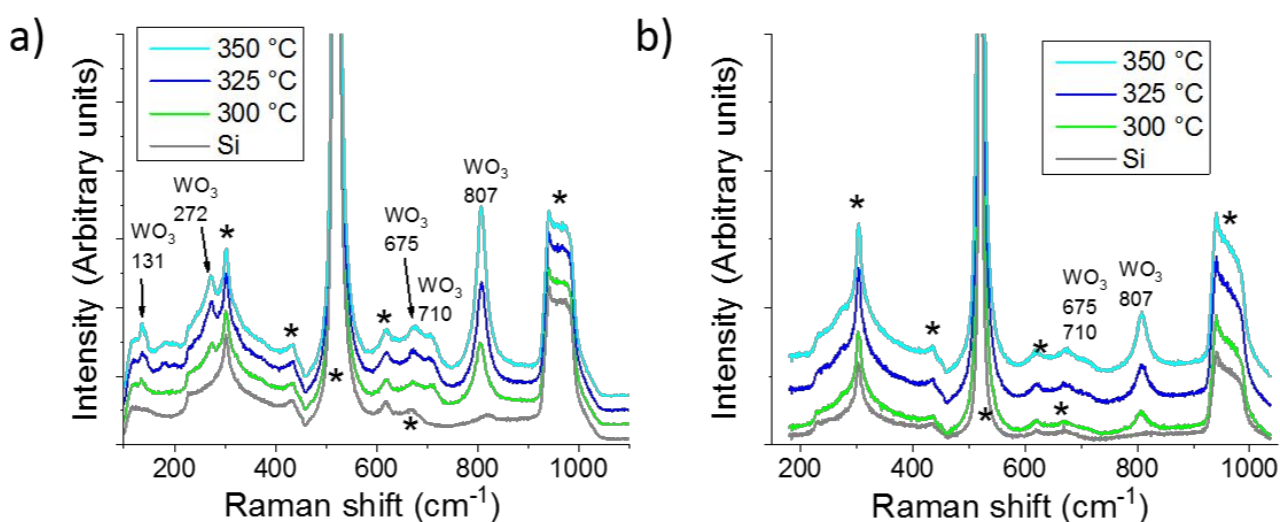 a)
350 °C
325 °C
300 °C
Si
Intensity (Arbitrary units)
WO₃
131
WO₃
272
*
*
*
*
WO₃
675
WO₃
710
*
WO₃
807
*
200 400 600 800 1000
Raman shift (cm⁻¹)
b)
350 °C
325 °C
300 °C
Si
Intensity (Arbitrary units)
*
*
*
*
*
WO₃
675
710
WO₃
807
*
200 400 600 800 1000
Raman shift (cm⁻¹)